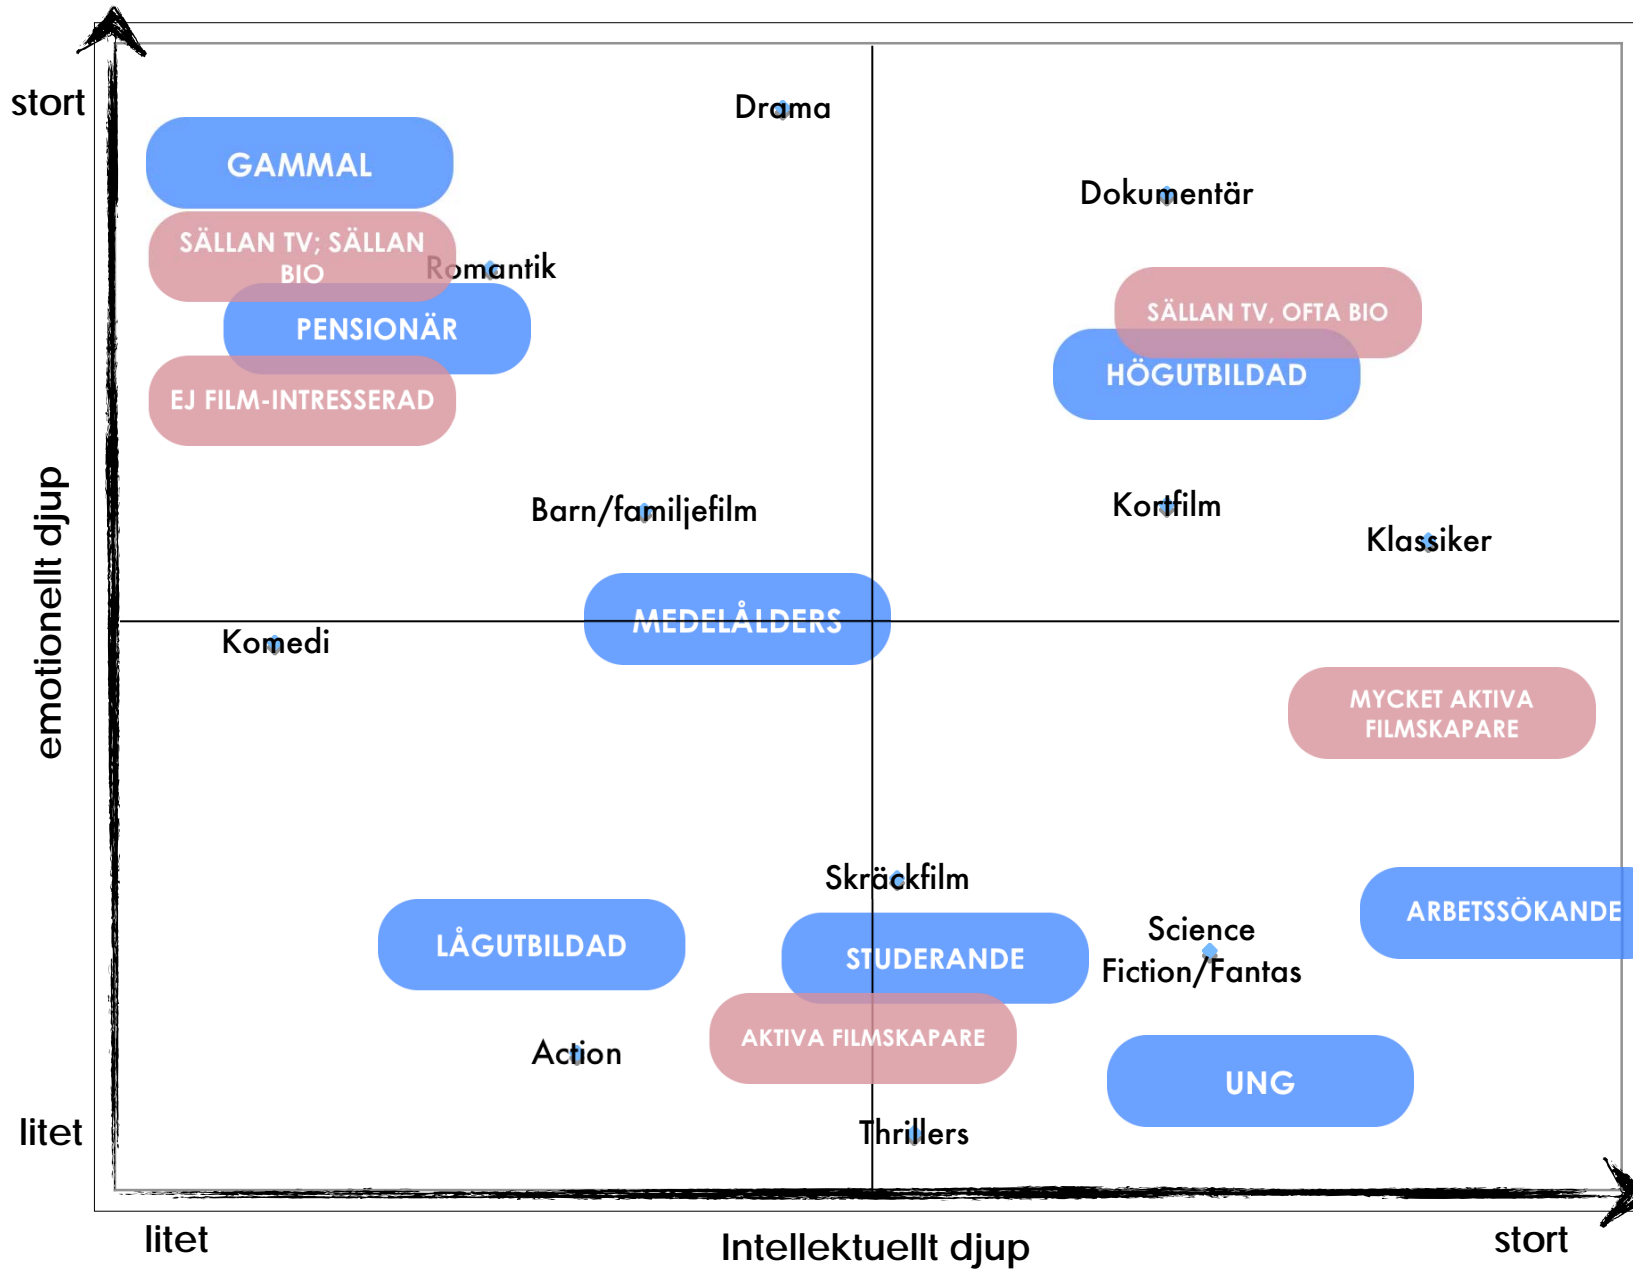 stort
Drama
GAMMAL
Dokumentär
SÄLLAN TV; SÄLLAN
BIO
Romantik
SÄLLAN TV, OFTA BIO
PENSIONÄR
HÖGUTBILDAD
EJ FILM-INTRESSERAD
Barn/familjefilm
Kortfilm
Klassiker
emotionellt djup
MEDELÅLDERS
Komedi
MYCKET AKTIVA
FILMSKAPARE
Skräckfilm
ARBETSSÖKANDE
Science
Fiction/Fantas
LÅGUTBILDAD
STUDERANDE
AKTIVA FILMSKAPARE
Action
UNG
Thrillers
litet
litet
Intellektuellt djup
stort